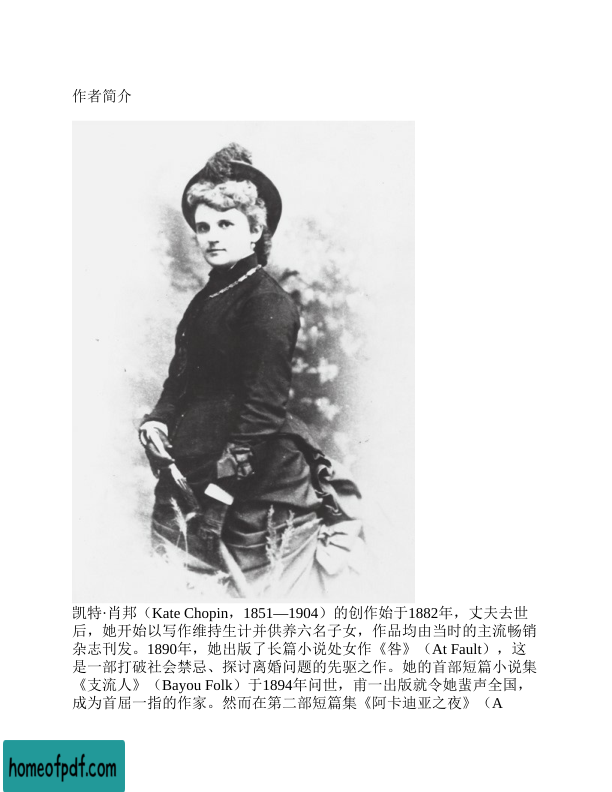 作者简介
凯特·肖邦（Kate Chopin，1851—1904）的创作始于1882年，丈夫去世
后，她开始以写作维持生计并供养六名子女，作品均由当时的主流畅销
杂志刊发。1890年，她出版了长篇小说处女作《咎》（At Fault），这
是一部打破社会禁忌、探讨离婚问题的先驱之作。她的首部短篇小说集
《支流人》（Bayou Folk）于1894年问世，甫一出版就令她蜚声全国，
成为首屈一指的作家。然而在第二部短篇集《阿卡迪亚之夜》（A
homeofpdf.com